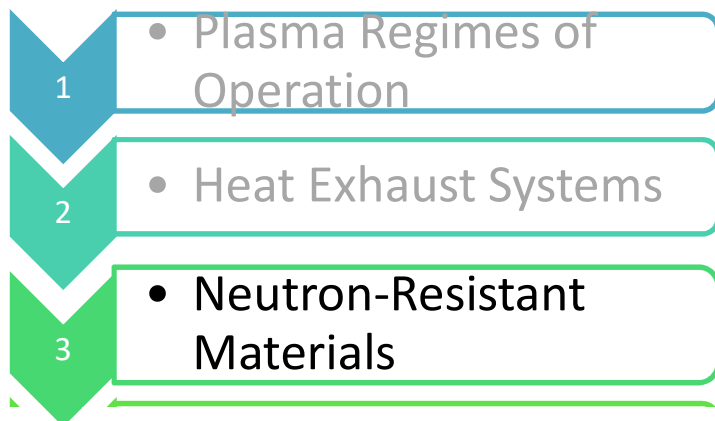 1
• Plasma Regimes of
Operation
2
• Heat Exhaust Systems
3
• Neutron-Resistant
Materials